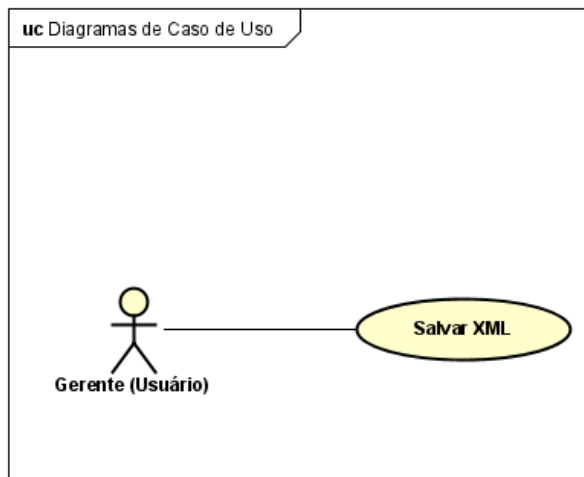 uc Diagramas de Caso de Uso
Salvar XML
Gerente (Usuário)